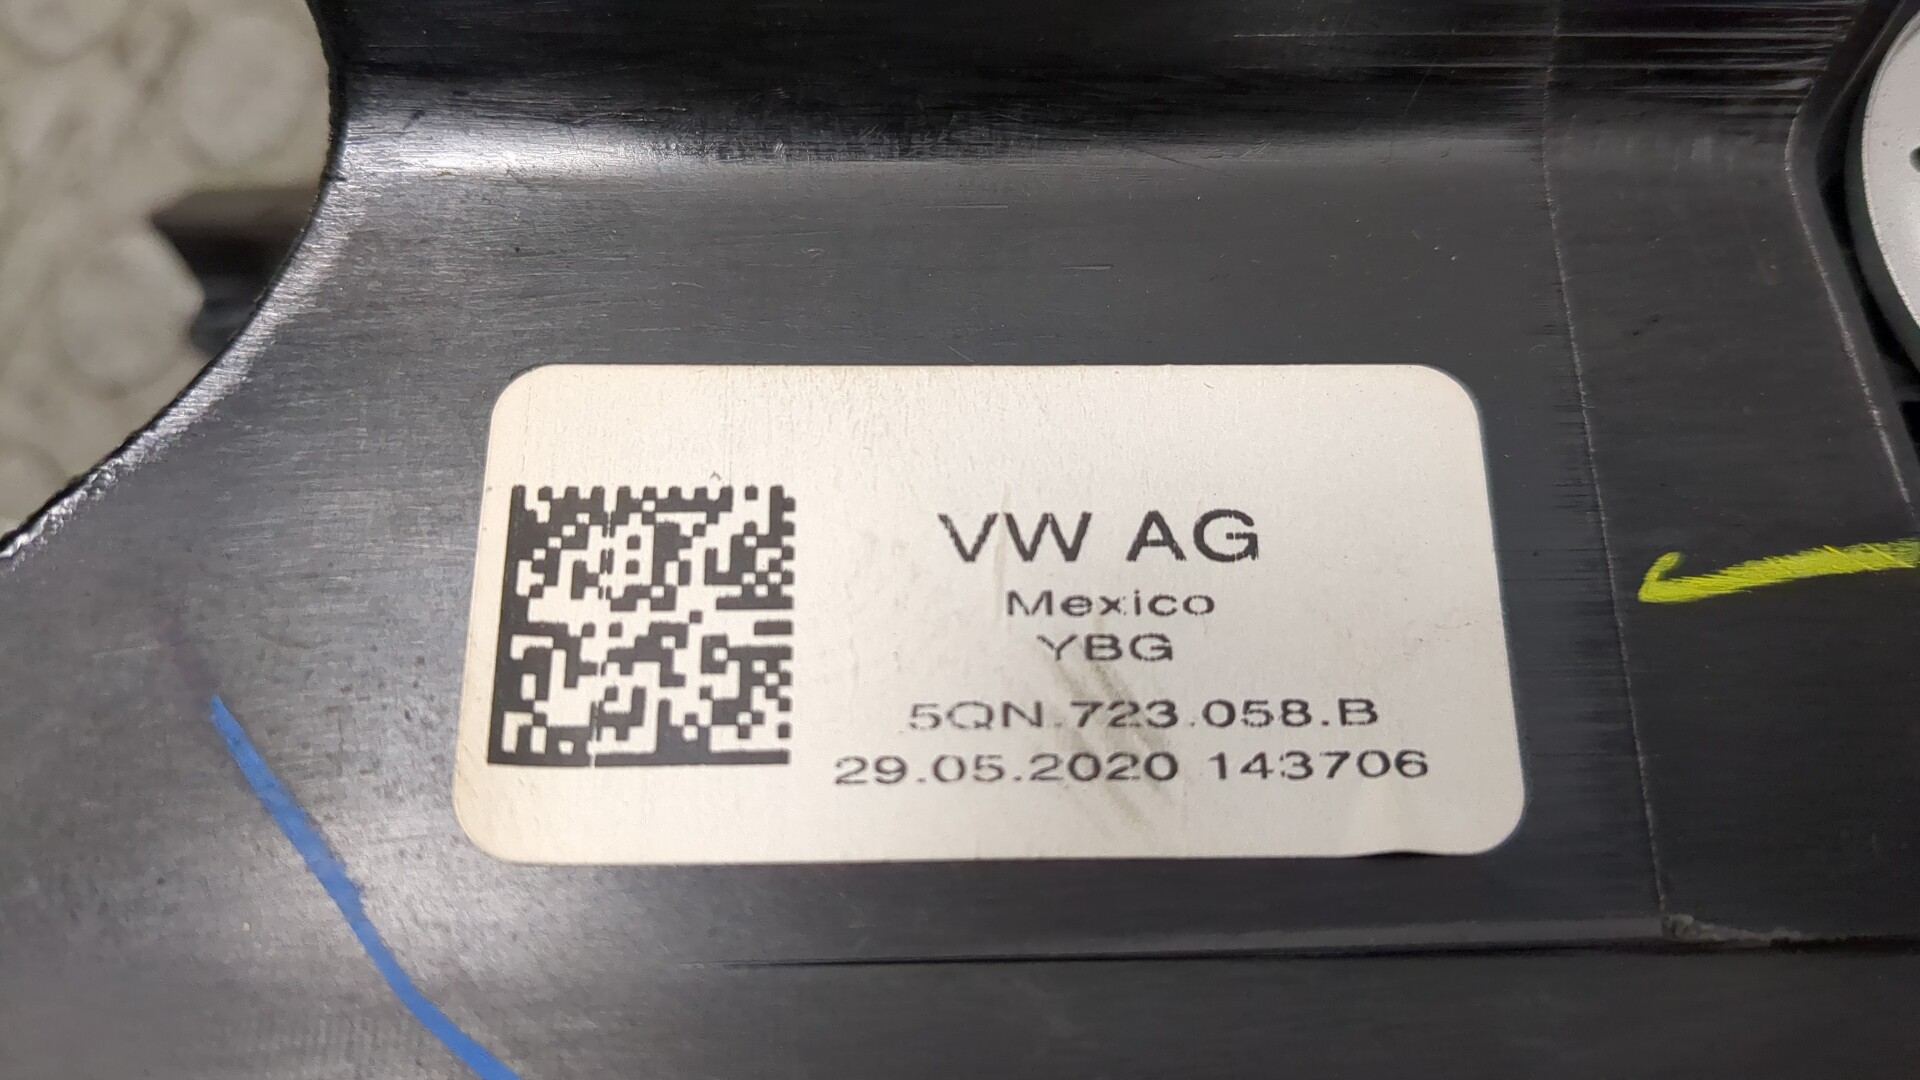 VW AG
Mexico
YBG
5QN.723.058.B
29.05.2020 143706